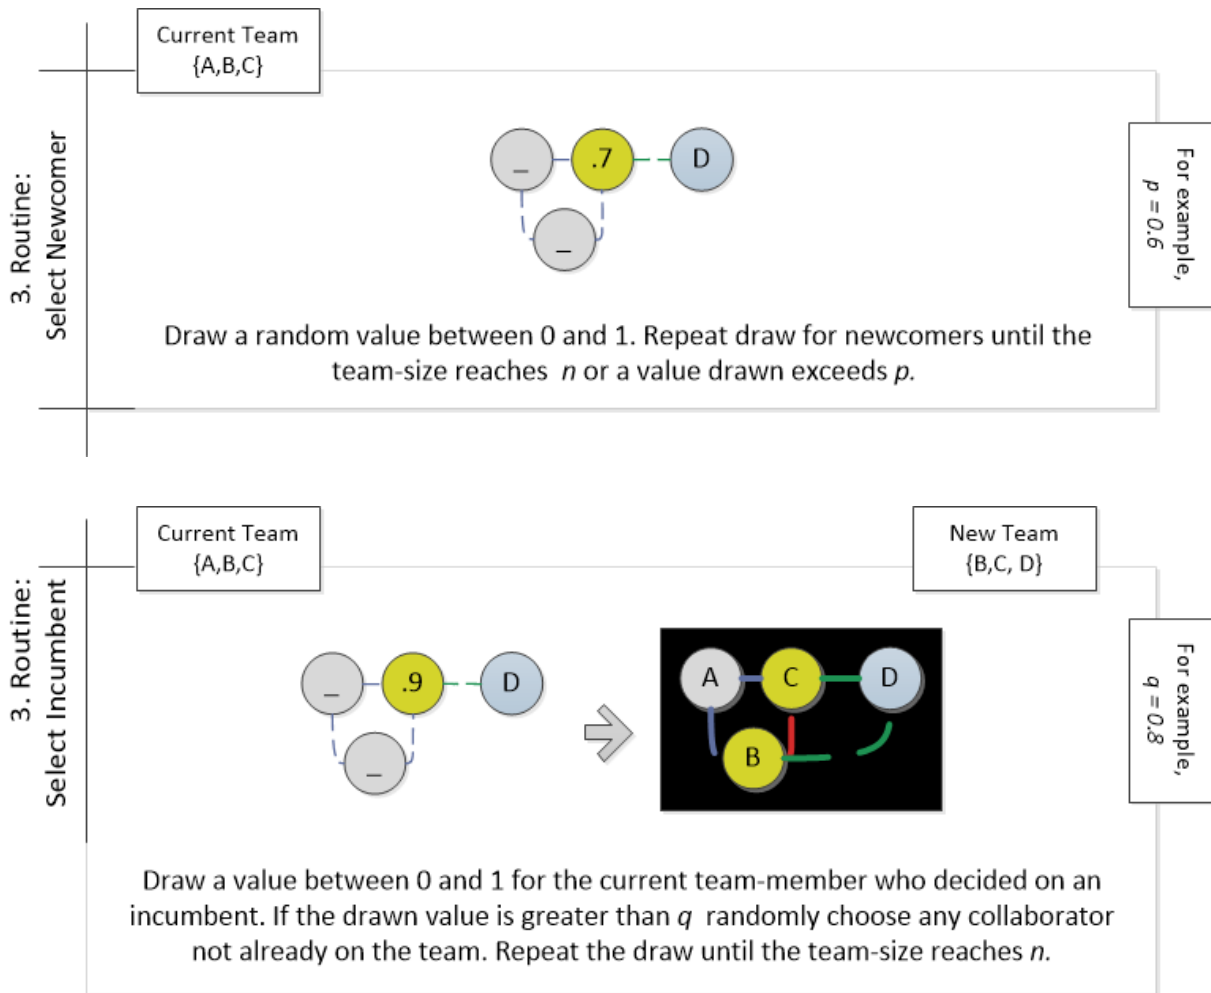 Current Team
{A,B,C}
3. Routine:
Select Newcomer
_ .7 D
_
For example,
p = 0.6
Draw a random value between 0 and 1. Repeat draw for newcomers until the
team-size reaches n or a value drawn exceeds p.
Current Team
{A,B,C}
New Team
{B,C, D}
3. Routine:
Select Incumbent
_ .9 D
_
A C D
B
For example,
q = 0.8
Draw a value between 0 and 1 for the current team-member who decided on an
incumbent. If the drawn value is greater than q randomly choose any collaborator
not already on the team. Repeat the draw until the team-size reaches n.